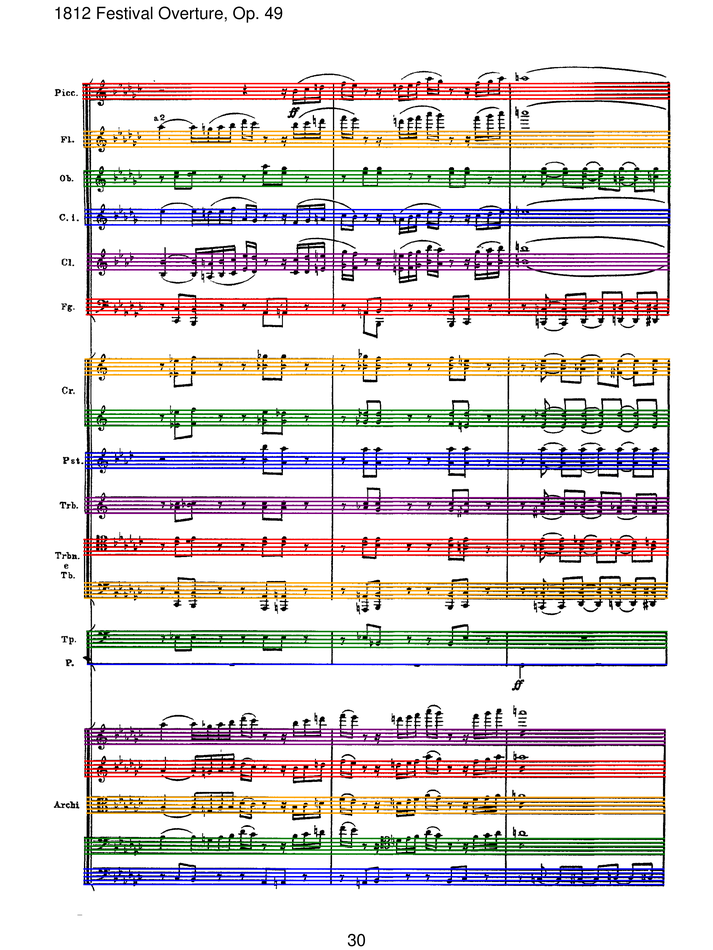 1812 Festival Overture, Op. 49
Picc.
ff
a2
Fl.
Ob.
C. i.
Cl.
Fg.
Cr.
Pst.
Trb.
Trbn.
e
Tb.
Tp.
P.
ff
Archi
30